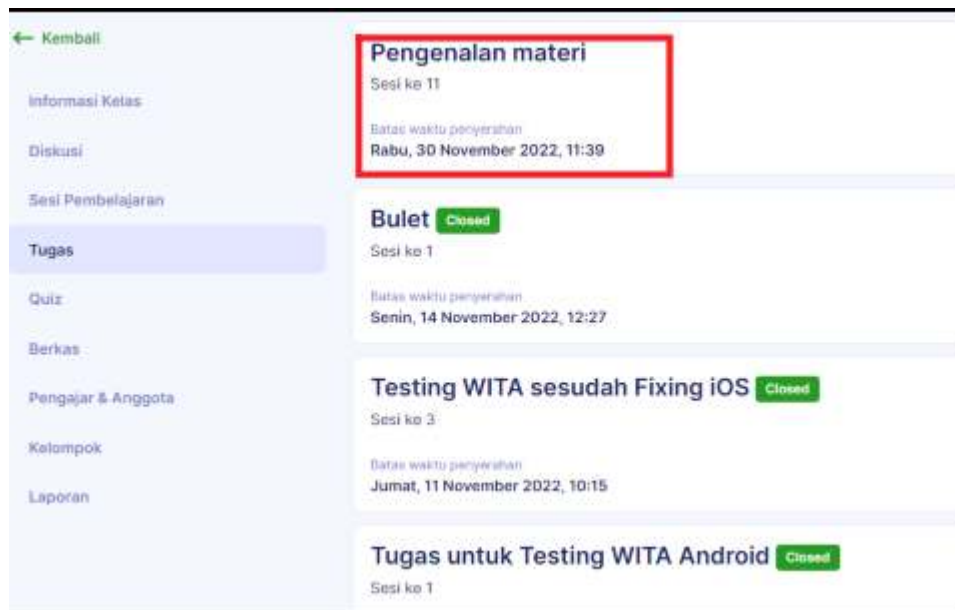 ← Kembali
Informasi Kelas
Diskusi
Sesi Pembelajaran
Tugas
Quiz
Berkas
Pengajar & Anggota
Kelompok
Laporan
Pengenalan materi
Sesi ke 11
Batas waktu penyerahan
Rabu, 30 November 2022, 11:39
Bulet Closed
Sesi ke 1
Batas waktu penyerahan
Senin, 14 November 2022, 12:27
Testing WITA sesudah Fixing iOS Closed
Sesi ke 3
Batas waktu penyerahan
Jumat, 11 November 2022, 10:15
Tugas untuk Testing WITA Android Closed
Sesi ke 1